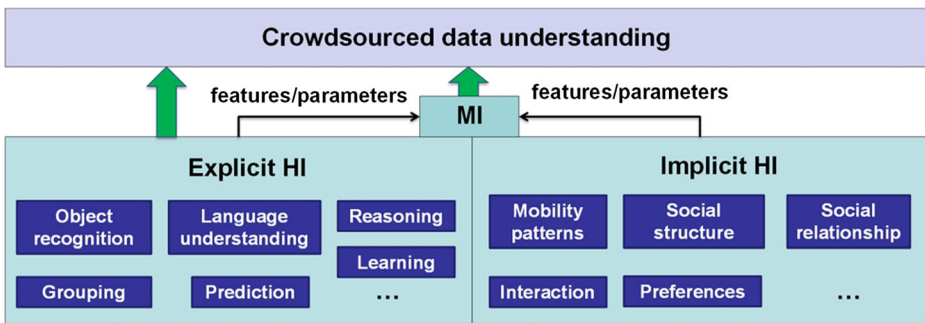 Crowdsourced data understanding
features/parameters
features/parameters
MI
Explicit HI
Object
recognition
Language
understanding
Reasoning
Learning
Grouping
Prediction
...
Implicit HI
Mobility
patterns
Social
structure
Social
relationship
Interaction
Preferences
...